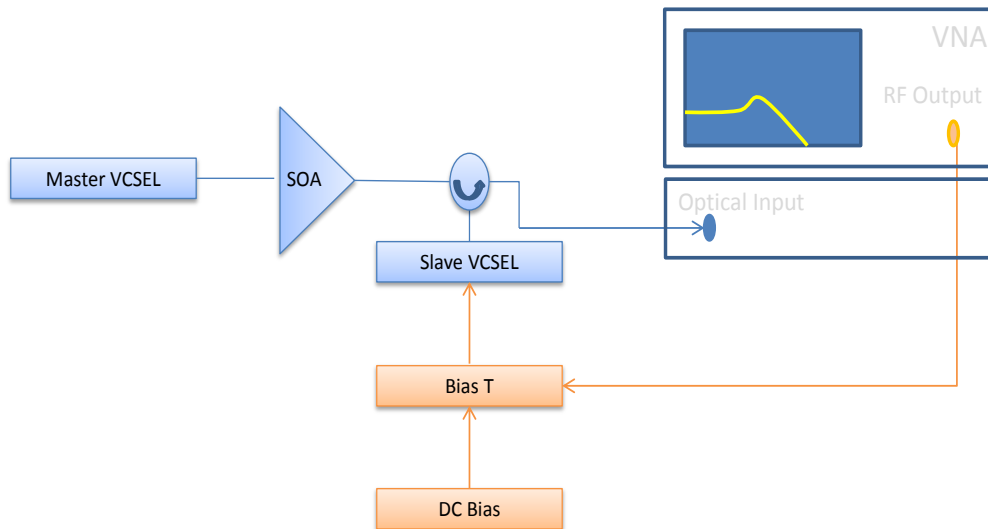 VNA
RF Output
Master VCSEL
SOA
Optical Input
Slave VCSEL
Bias T
DC Bias